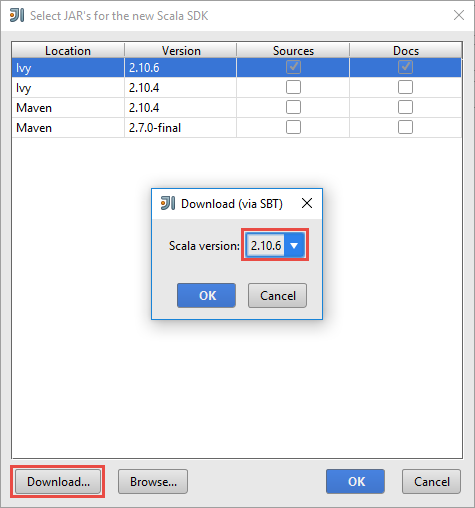 Select JAR's for the new Scala SDK
Location Version Sources Docs
Ivy 2.10.6
Ivy 2.10.4
Maven 2.10.4
Maven 2.7.0-final
Download (via SBT)
Scala version: 2.10.6
OK Cancel
Download... Browse... OK Cancel